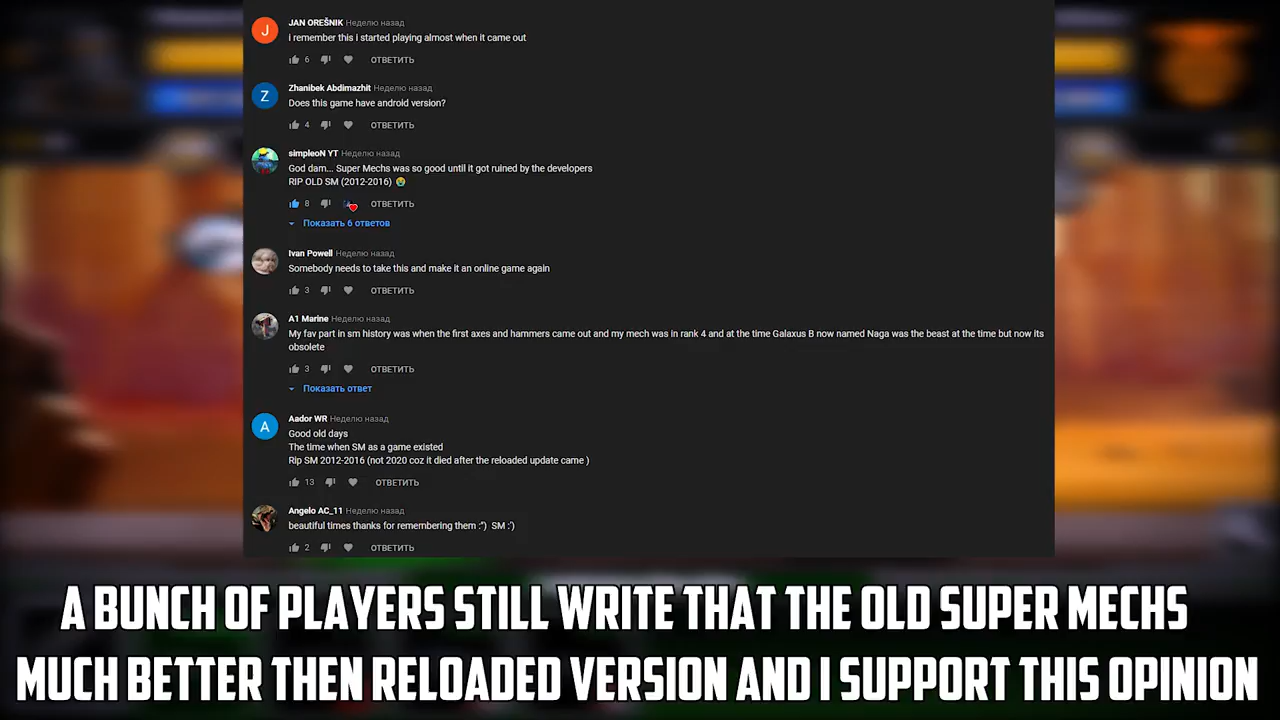 J
JAN OREŠNIK Неделю назад
i remember this i started playing almost when it came out
6 ОТВЕТИТЬ
Z
Zhanibek Abdimazhit Неделю назад
Does this game have android version?
4 ОТВЕТИТЬ
simpleoN YT Неделю назад
God dam... Super Mechs was so good until it got ruined by the developers
RIP OLD SM (2012-2016) 😭
8 ОТВЕТИТЬ
Показать 6 ответов
Ivan Powell Неделю назад
Somebody needs to take this and make it an online game again
3 ОТВЕТИТЬ
A1 Marine Неделю назад
My fav part in sm history was when the first axes and hammers came out and my mech was in rank 4 and at the time Galaxus B now named Naga was the beast at the time but now its
obsolete
3 ОТВЕТИТЬ
Показать ответ
A
Aador WR Неделю назад
Good old days
The time when SM as a game existed
Rip SM 2012-2016 (not 2020 coz it died after the reloaded update came )
13 ОТВЕТИТЬ
Angelo AC_11 Неделю назад
beautiful times thanks for remembering them :") SM :')
2 ОТВЕТИТЬ
A BUNCH OF PLAYERS STILL WRITE THAT THE OLD SUPER MECHS
MUCH BETTER THEN RELOADED VERSION AND I SUPPORT THIS OPINION